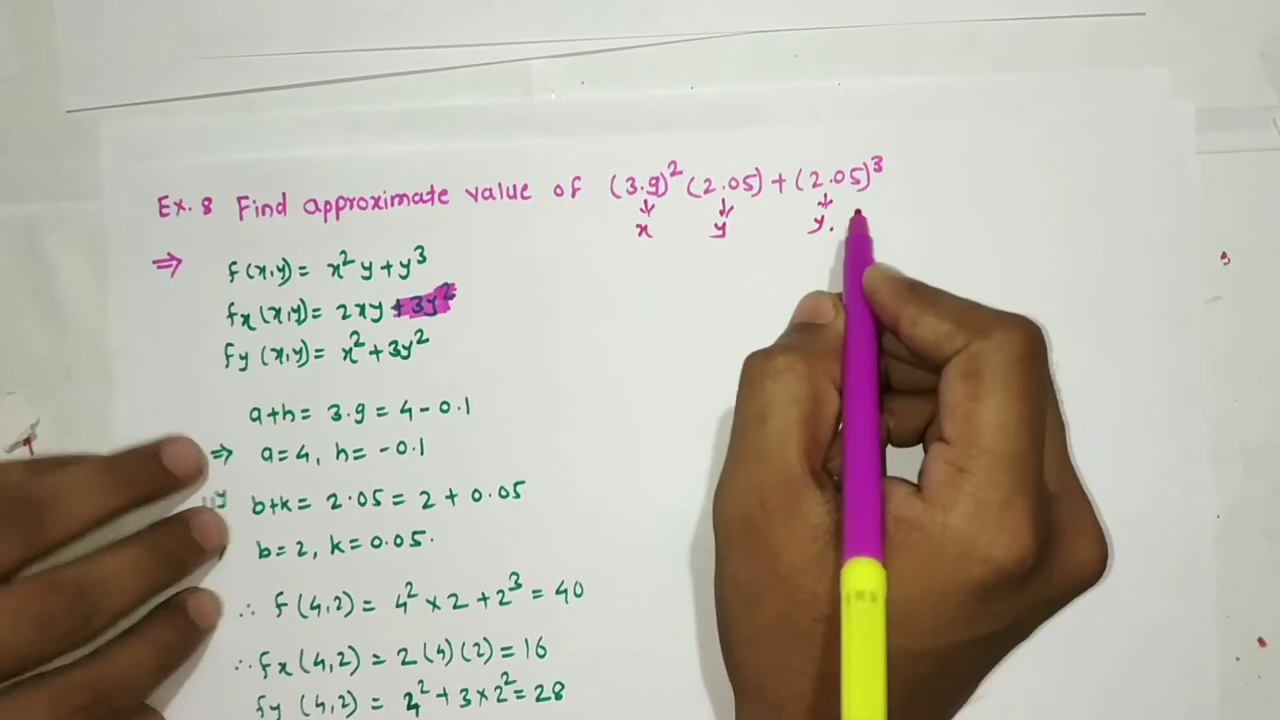 Ex. 8 Find approximate value of (3.9)² (2.05) + (2.05)³
↓ x ↓ y ↓ y.
⇒ f(x,y) = x²y + y³
fx(x,y) = 2xy + 3y²
fy(x,y) = x² + 3y²
a+h = 3.9 = 4 - 0.1
⇒ a=4, h= -0.1
b+k = 2.05 = 2 + 0.05
b=2, k=0.05.
∴ f(4,2) = 4² × 2 + 2³ = 40
∴ fx(4,2) = 2(4)(2) = 16
fy (4,2) = 4² + 3×2² = 28